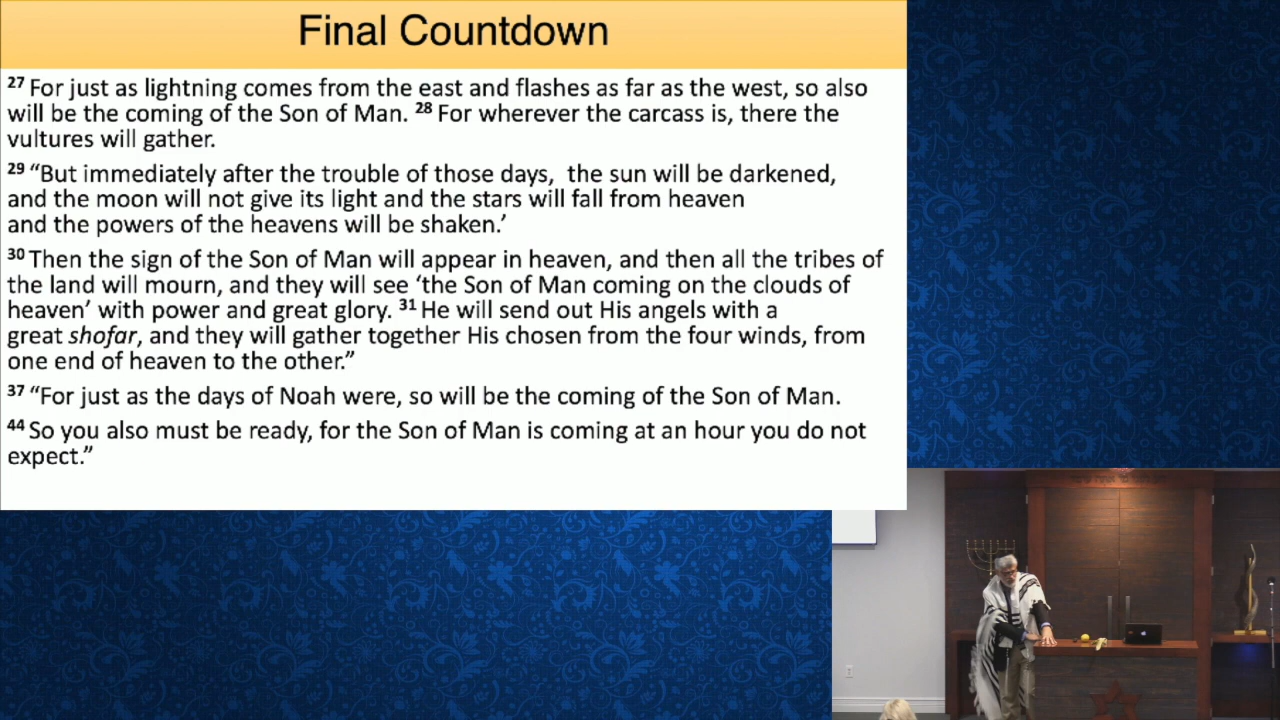 Final Countdown
27 For just as lightning comes from the east and flashes as far as the west, so also
will be the coming of the Son of Man. 28 For wherever the carcass is, there the
vultures will gather.
29 “But immediately after the trouble of those days,  the sun will be darkened,
and the moon will not give its light and the stars will fall from heaven
and the powers of the heavens will be shaken.’
30 Then the sign of the Son of Man will appear in heaven, and then all the tribes of
the land will mourn, and they will see ‘the Son of Man coming on the clouds of
heaven’ with power and great glory. 31 He will send out His angels with a
great shofar, and they will gather together His chosen from the four winds, from
one end of heaven to the other.”
37 “For just as the days of Noah were, so will be the coming of the Son of Man.
44 So you also must be ready, for the Son of Man is coming at an hour you do not
expect.”